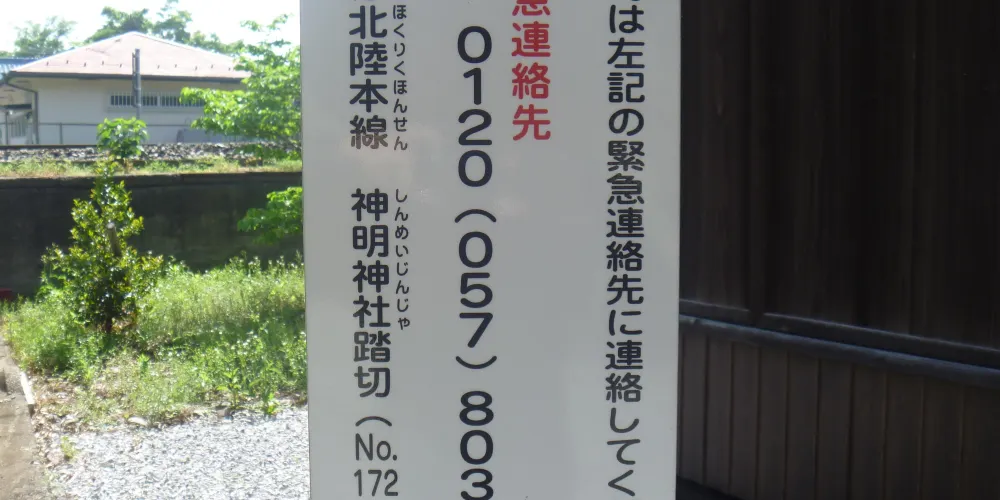 は左記の緊急連絡先に連絡してく
急連絡先
0120(057)803
ほくりくほんせん しんめいじんじゃ
北陸本線 神明神社踏切(No.172